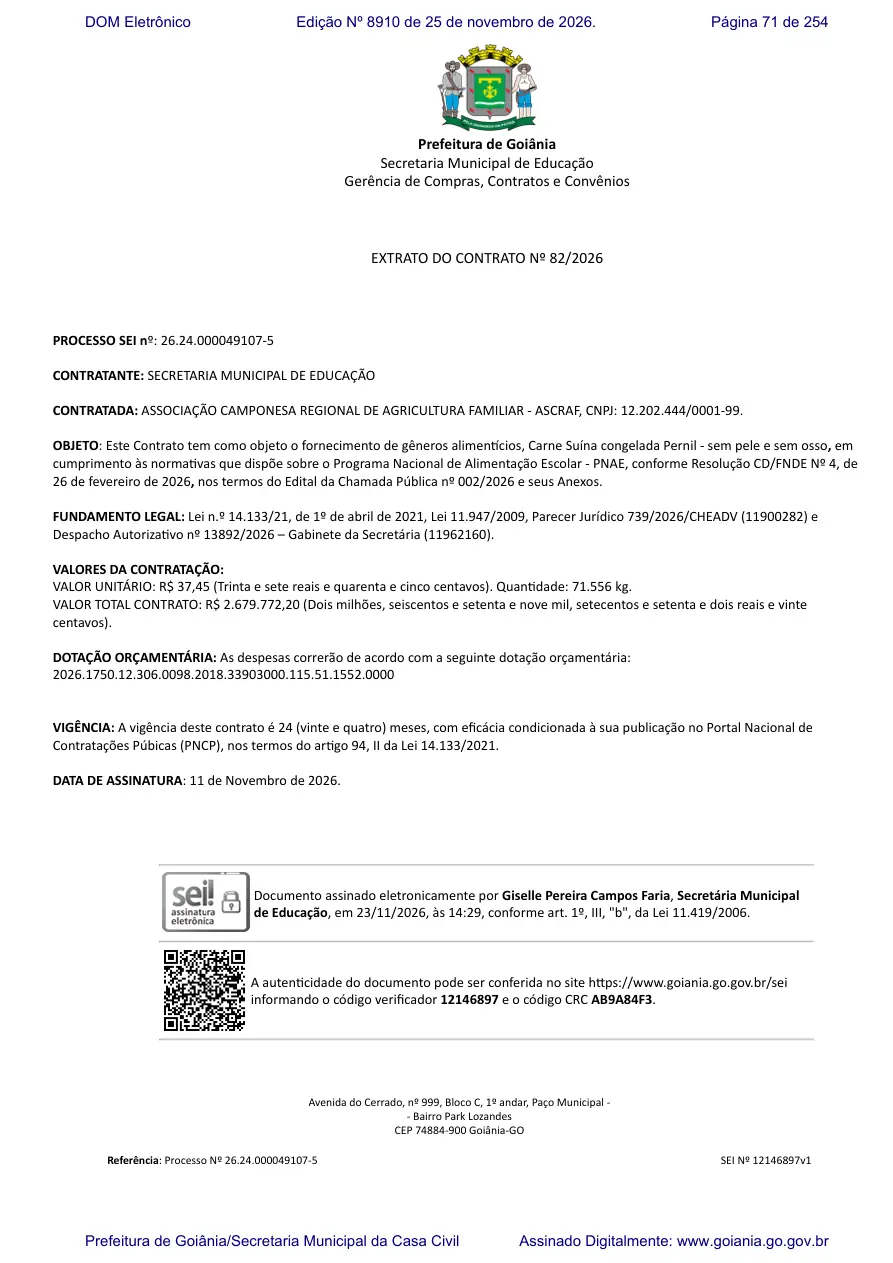 DOM Eletrônico Edição Nº 8910 de 25 de novembro de 2026. Página 71 de 254
Prefeitura de Goiânia
Secretaria Municipal de Educação
Gerência de Compras, Contratos e Convênios
EXTRATO DO CONTRATO Nº 82/2026
PROCESSO SEI nº: 26.24.000049107-5
CONTRATANTE: SECRETARIA MUNICIPAL DE EDUCAÇÃO
CONTRATADA: ASSOCIAÇÃO CAMPONESA REGIONAL DE AGRICULTURA FAMILIAR - ASCRAF, CNPJ: 12.202.444/0001-99.
OBJETO: Este Contrato tem como objeto o fornecimento de gêneros alimentícios, Carne Suína congelada Pernil - sem pele e sem osso, em
cumprimento às normativas que dispõe sobre o Programa Nacional de Alimentação Escolar - PNAE, conforme Resolução CD/FNDE Nº 4, de
26 de fevereiro de 2026, nos termos do Edital da Chamada Pública nº 002/2026 e seus Anexos.
FUNDAMENTO LEGAL: Lei n.º 14.133/21, de 1º de abril de 2021, Lei 11.947/2009, Parecer Jurídico 739/2026/CHEADV (11900282) e
Despacho Autorizativo nº 13892/2026 – Gabinete da Secretária (11962160).
VALORES DA CONTRATAÇÃO:
VALOR UNITÁRIO: R$ 37,45 (Trinta e sete reais e quarenta e cinco centavos). Quantidade: 71.556 kg.
VALOR TOTAL CONTRATO: R$ 2.679.772,20 (Dois milhões, seiscentos e setenta e nove mil, setecentos e setenta e dois reais e vinte
centavos).
DOTAÇÃO ORÇAMENTÁRIA: As despesas correrão de acordo com a seguinte dotação orçamentária:
2026.1750.12.306.0098.2018.33903000.115.51.1552.0000
VIGÊNCIA: A vigência deste contrato é 24 (vinte e quatro) meses, com eficácia condicionada à sua publicação no Portal Nacional de
Contratações Púbicas (PNCP), nos termos do artigo 94, II da Lei 14.133/2021.
DATA DE ASSINATURA: 11 de Novembro de 2026.
sei!
assinatura
eletrônica
Documento assinado eletronicamente por Giselle Pereira Campos Faria, Secretária Municipal
de Educação, em 23/11/2026, às 14:29, conforme art. 1º, III, "b", da Lei 11.419/2006.
A autenticidade do documento pode ser conferida no site https://www.goiania.go.gov.br/sei
informando o código verificador 12146897 e o código CRC AB9A84F3.
Avenida do Cerrado, nº 999, Bloco C, 1º andar, Paço Municipal -
- Bairro Park Lozandes
CEP 74884-900 Goiânia-GO
Referência: Processo Nº 26.24.000049107-5 SEI Nº 12146897v1
Prefeitura de Goiânia/Secretaria Municipal da Casa Civil Assinado Digitalmente: www.goiania.go.gov.br